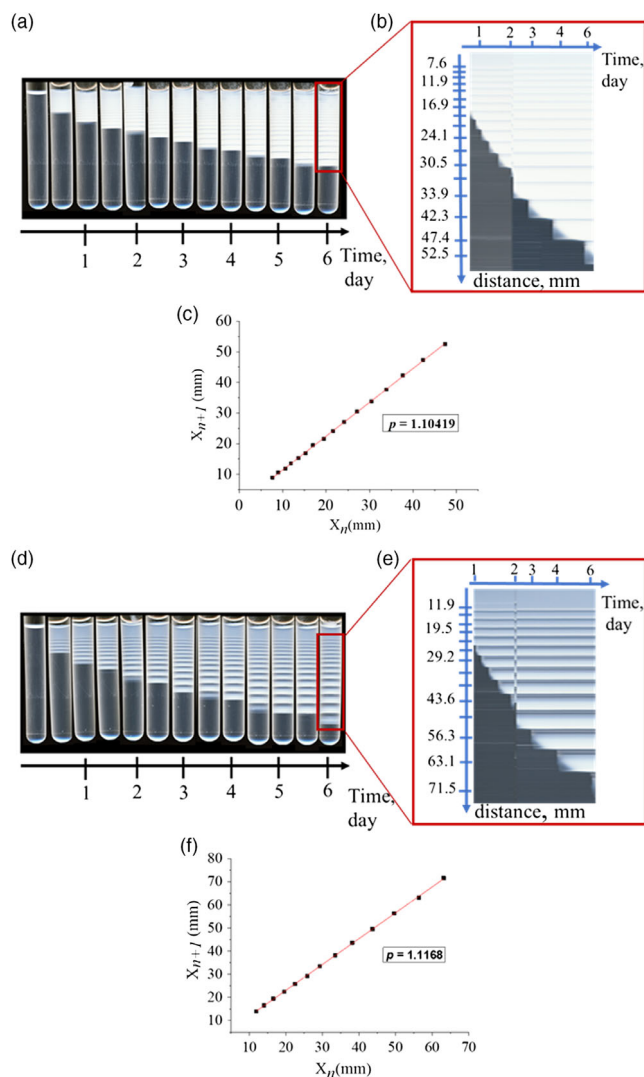 (a)
1 2 3 4 5 6
Time,
day
(b)
1 2 3 4 6
Time,
day
7.6
11.9
16.9
24.1
30.5
33.9
42.3
47.4
52.5
distance, mm
(c)
60
50
40
30
20
10
X n+1 (mm)
p = 1.10419
0 10 20 30 40 50
Xn(mm)
(d)
1 2 3 4 5 6
Time,
day
(e)
1 2 3 4 6
Time,
day
11.9
19.5
29.2
43.6
56.3
63.1
71.5
distance, mm
(f)
80
70
60
50
40
30
20
10
X n+1 (mm)
p = 1.1168
10 20 30 40 50 60 70
Xn(mm)